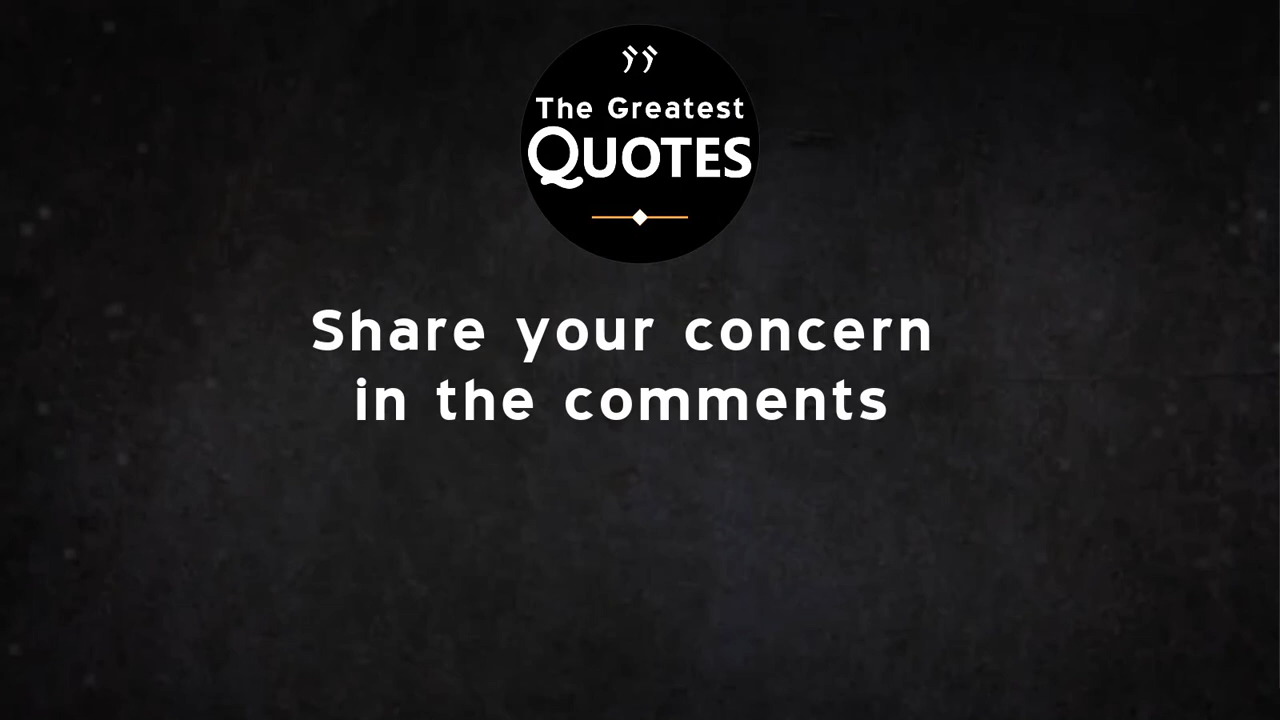 The Greatest
QUOTES
Share your concern
in the comments